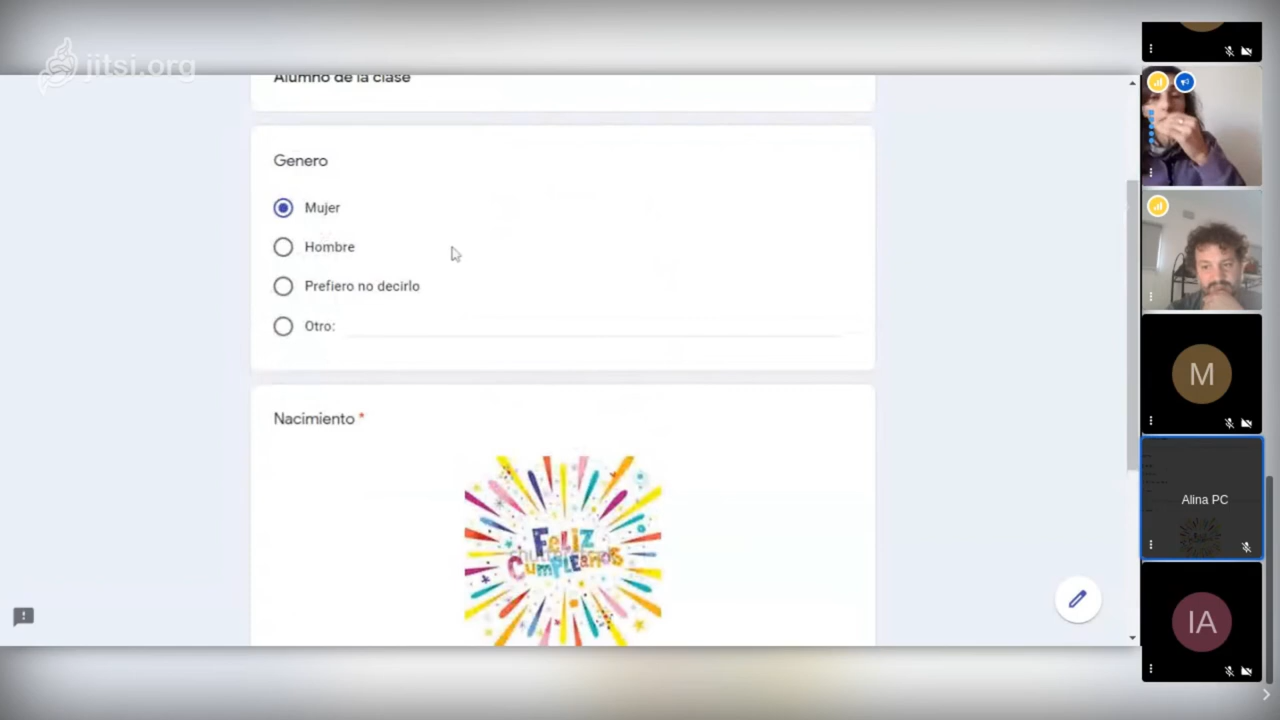 jitsi.org
Alumno de la clase
Genero
Mujer
Hombre
Prefiero no decirlo
Otro:
Nacimiento *
FELIZ
CUMPLEAÑOS
M
Alina PC
IA